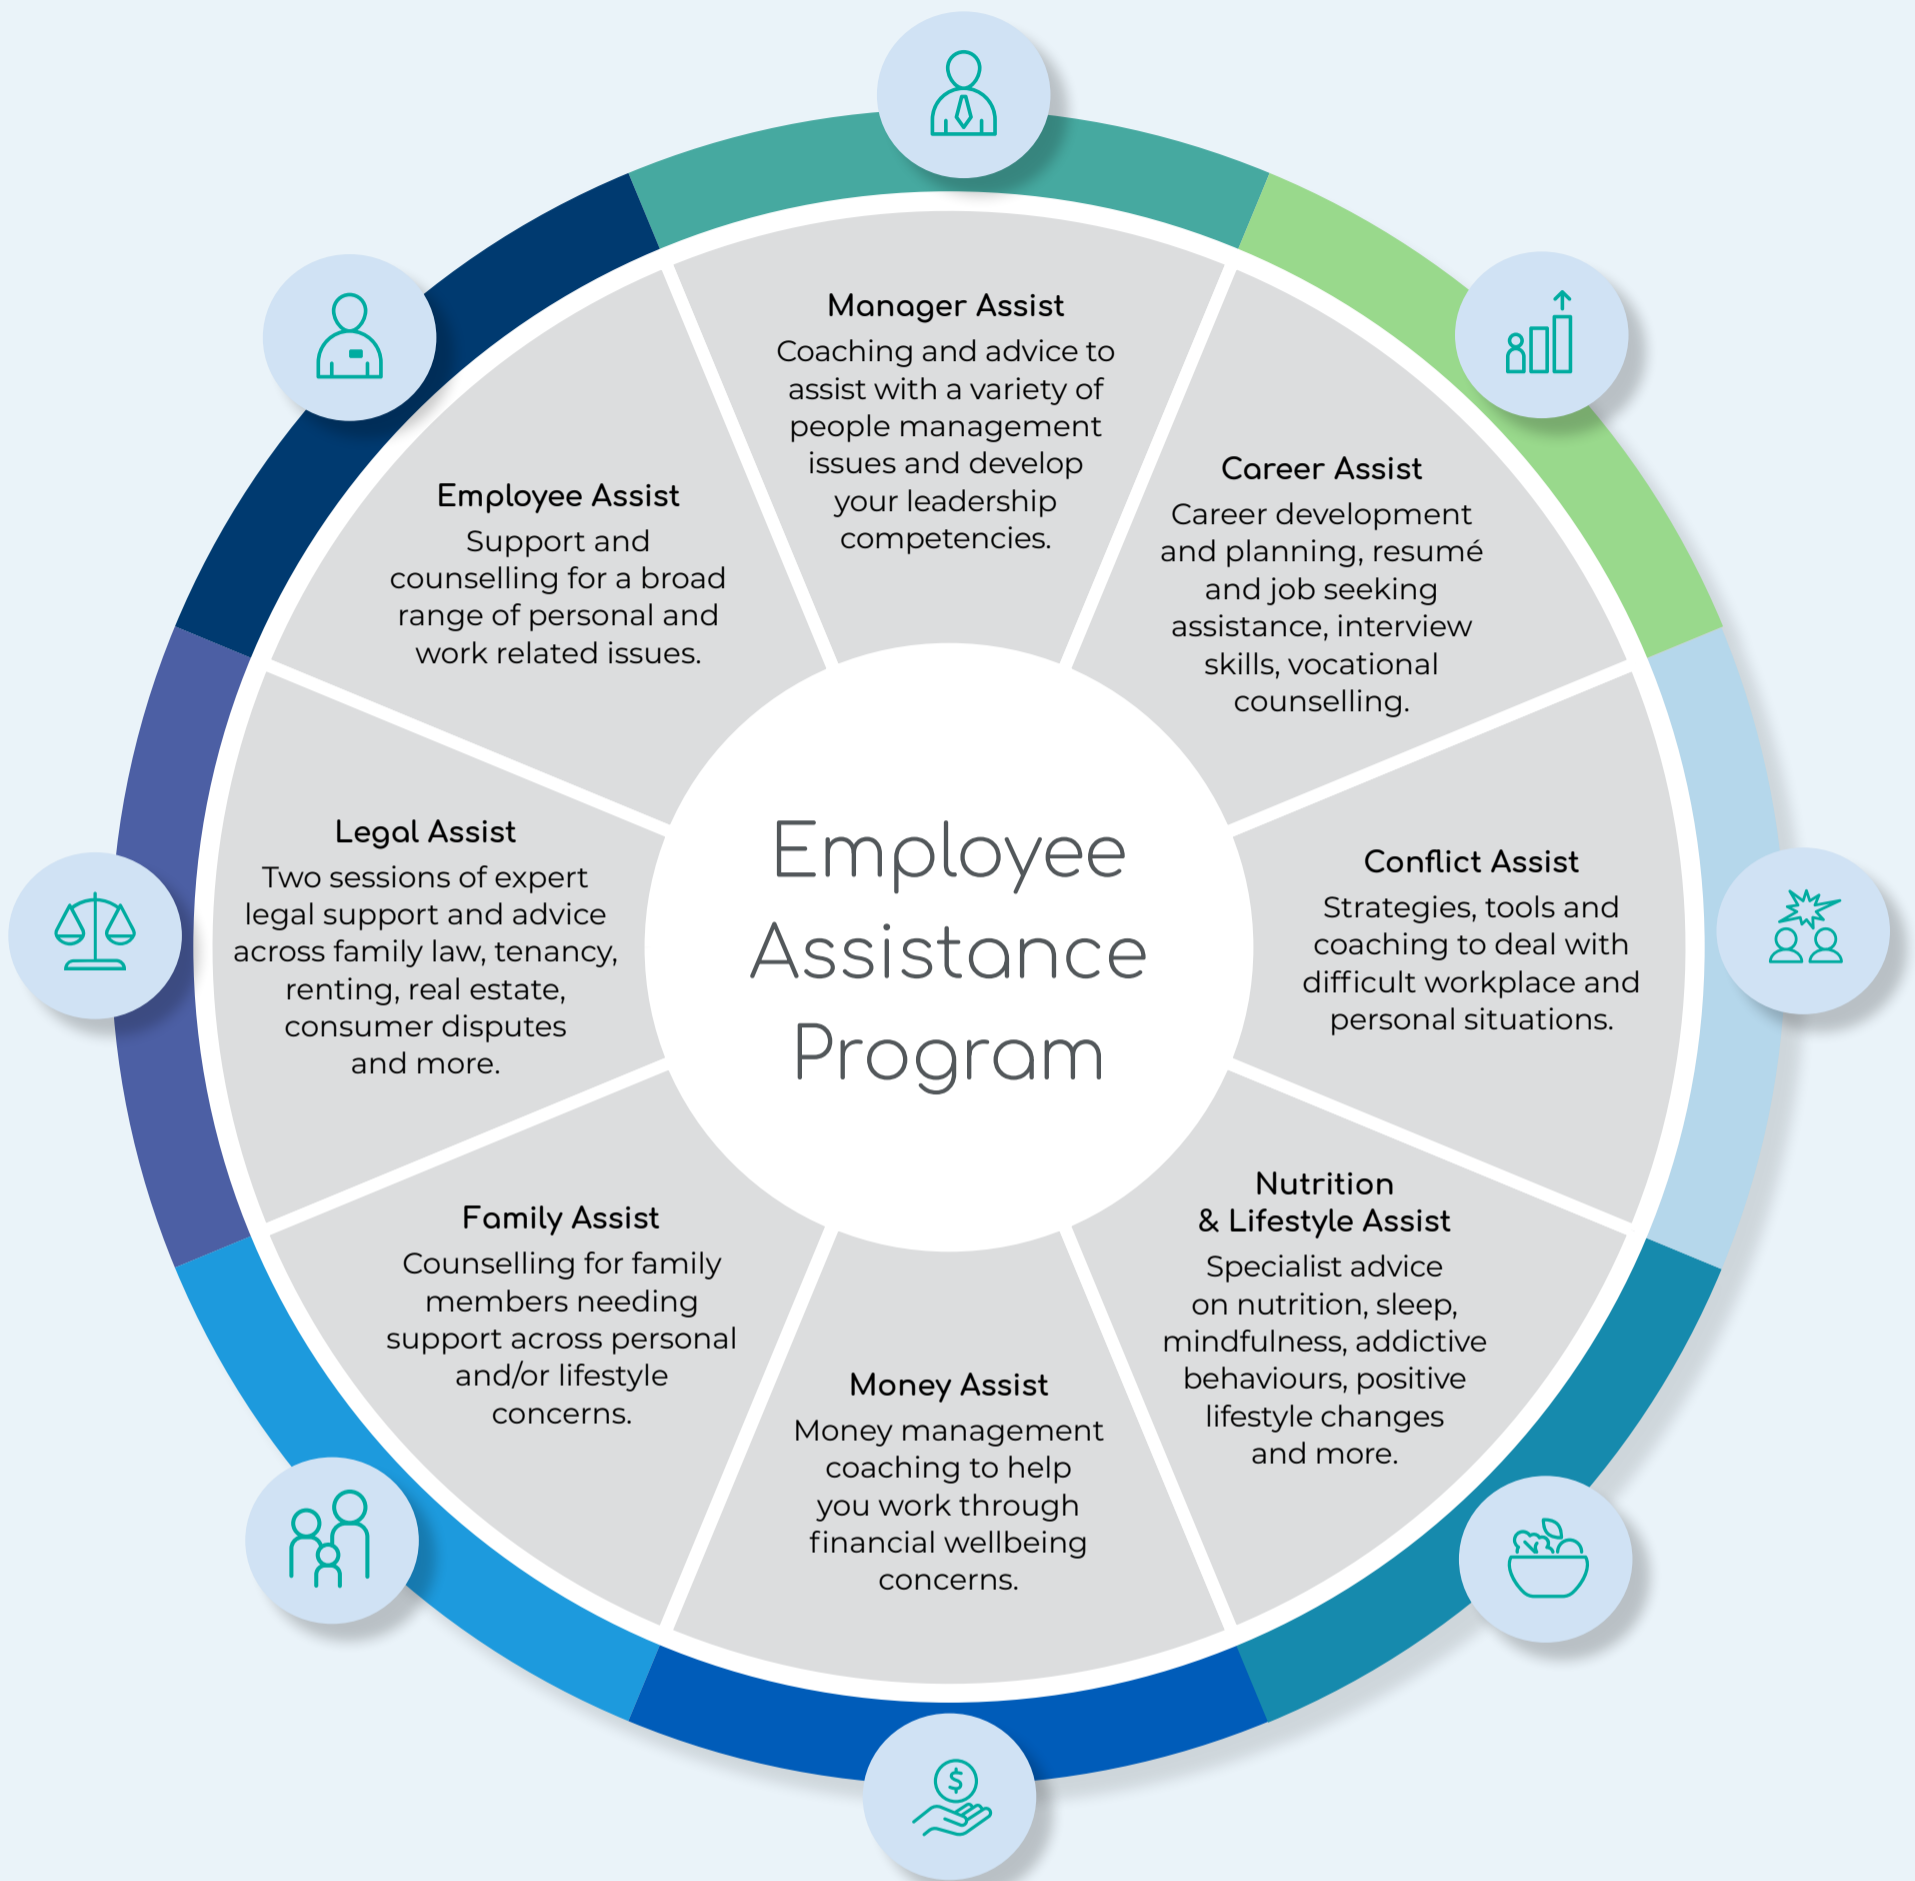 Manager Assist
Coaching and advice to
assist with a variety of
people management
issues and develop
your leadership
competencies.
Career Assist
Career development
and planning, resumé
and job seeking
assistance, interview
skills, vocational
counselling.
Conflict Assist
Strategies, tools and
coaching to deal with
difficult workplace and
personal situations.
Nutrition
& Lifestyle Assist
Specialist advice
on nutrition, sleep,
mindfulness, addictive
behaviours, positive
lifestyle changes
and more.
Money Assist
Money management
coaching to help
you work through
financial wellbeing
concerns.
Family Assist
Counselling for family
members needing
support across personal
and/or lifestyle
concerns.
Legal Assist
Two sessions of expert
legal support and advice
across family law, tenancy,
renting, real estate,
consumer disputes
and more.
Employee Assist
Support and
counselling for a broad
range of personal and
work related issues.
Employee
Assistance
Program
$